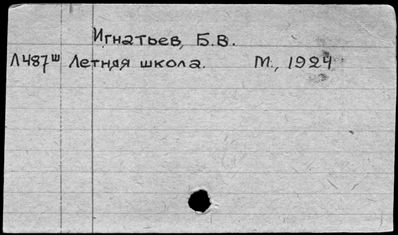 Игнатьев, Б.В.
Л487ш Летняя школа. М., 1924